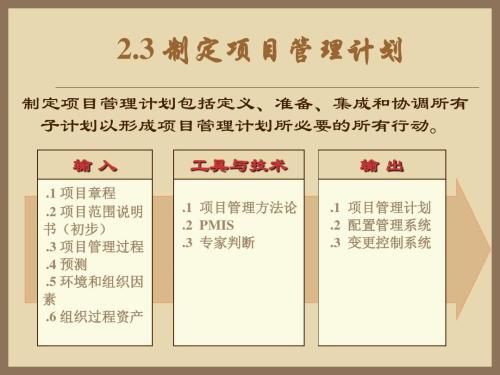 2.3 制定项目管理计划
制定项目管理计划包括定义、准备、集成和协调所有
子计划以形成项目管理计划所必要的所有行动。
输 入
.1 项目章程
.2 项目范围说明
书（初步）
.3 项目管理过程
.4 预测
.5 环境和组织因
素
.6 组织过程资产
工具与技术
.1 项目管理方法论
.2 PMIS
.3 专家判断
输 出
.1 项目管理计划
.2 配置管理系统
.3 变更控制系统